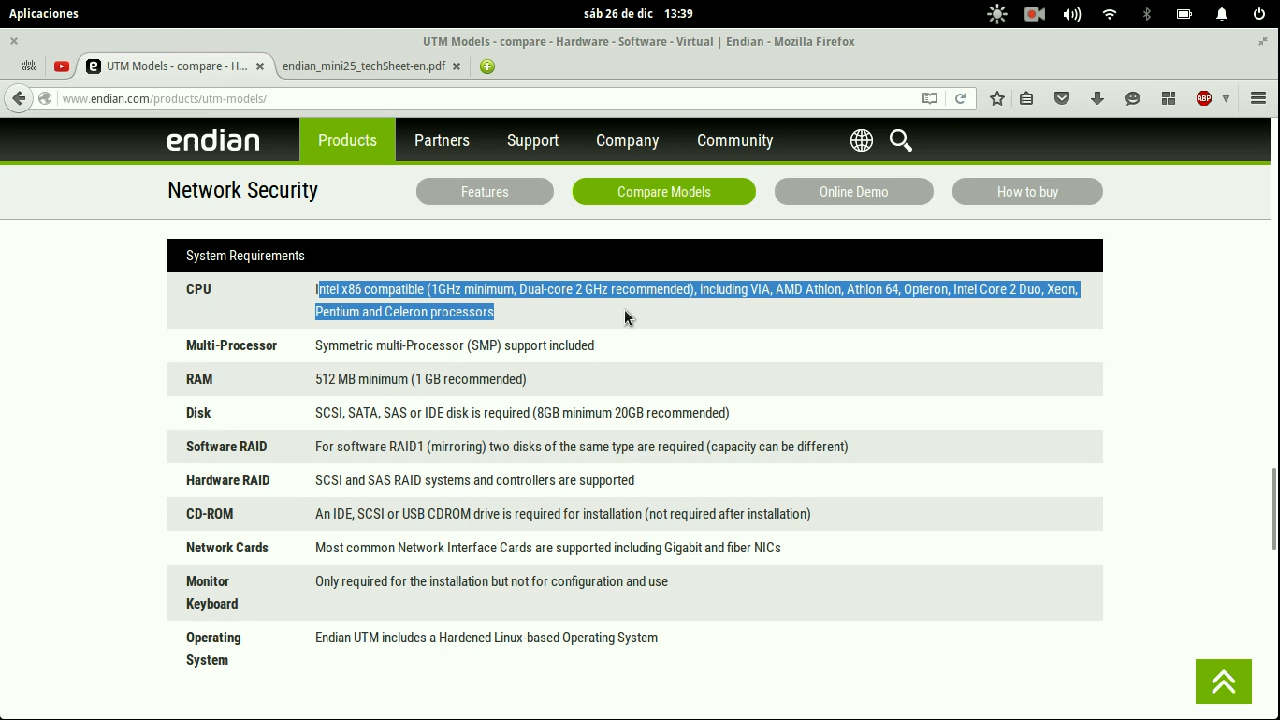 Aplicaciones
sáb 26 de dic 13:39
UTM Models - compare - Hardware - Software - Virtual | Endian - Mozilla Firefox
UTM Models - compare - H...
endian_mini25_techSheet-en.pdf
www.endian.com/products/utm-models/
ABP
endian
Products
Partners
Support
Company
Community
Network Security
Features
Compare Models
Online Demo
How to buy
System Requirements
CPU
Intel x86 compatible (1GHz minimum, Dual-core 2 GHz recommended), including VIA, AMD Athlon, Athlon 64, Opteron, Intel Core 2 Duo, Xeon,
Pentium and Celeron processors
Multi-Processor
Symmetric multi-Processor (SMP) support included
RAM
512 MB minimum (1 GB recommended)
Disk
SCSI, SATA, SAS or IDE disk is required (8GB minimum 20GB recommended)
Software RAID
For software RAID1 (mirroring) two disks of the same type are required (capacity can be different)
Hardware RAID
SCSI and SAS RAID systems and controllers are supported
CD-ROM
An IDE, SCSI or USB CDROM drive is required for installation (not required after installation)
Network Cards
Most common Network Interface Cards are supported including Gigabit and fiber NICs
Monitor
Keyboard
Only required for the installation but not for configuration and use
Operating
System
Endian UTM includes a Hardened Linux-based Operating System